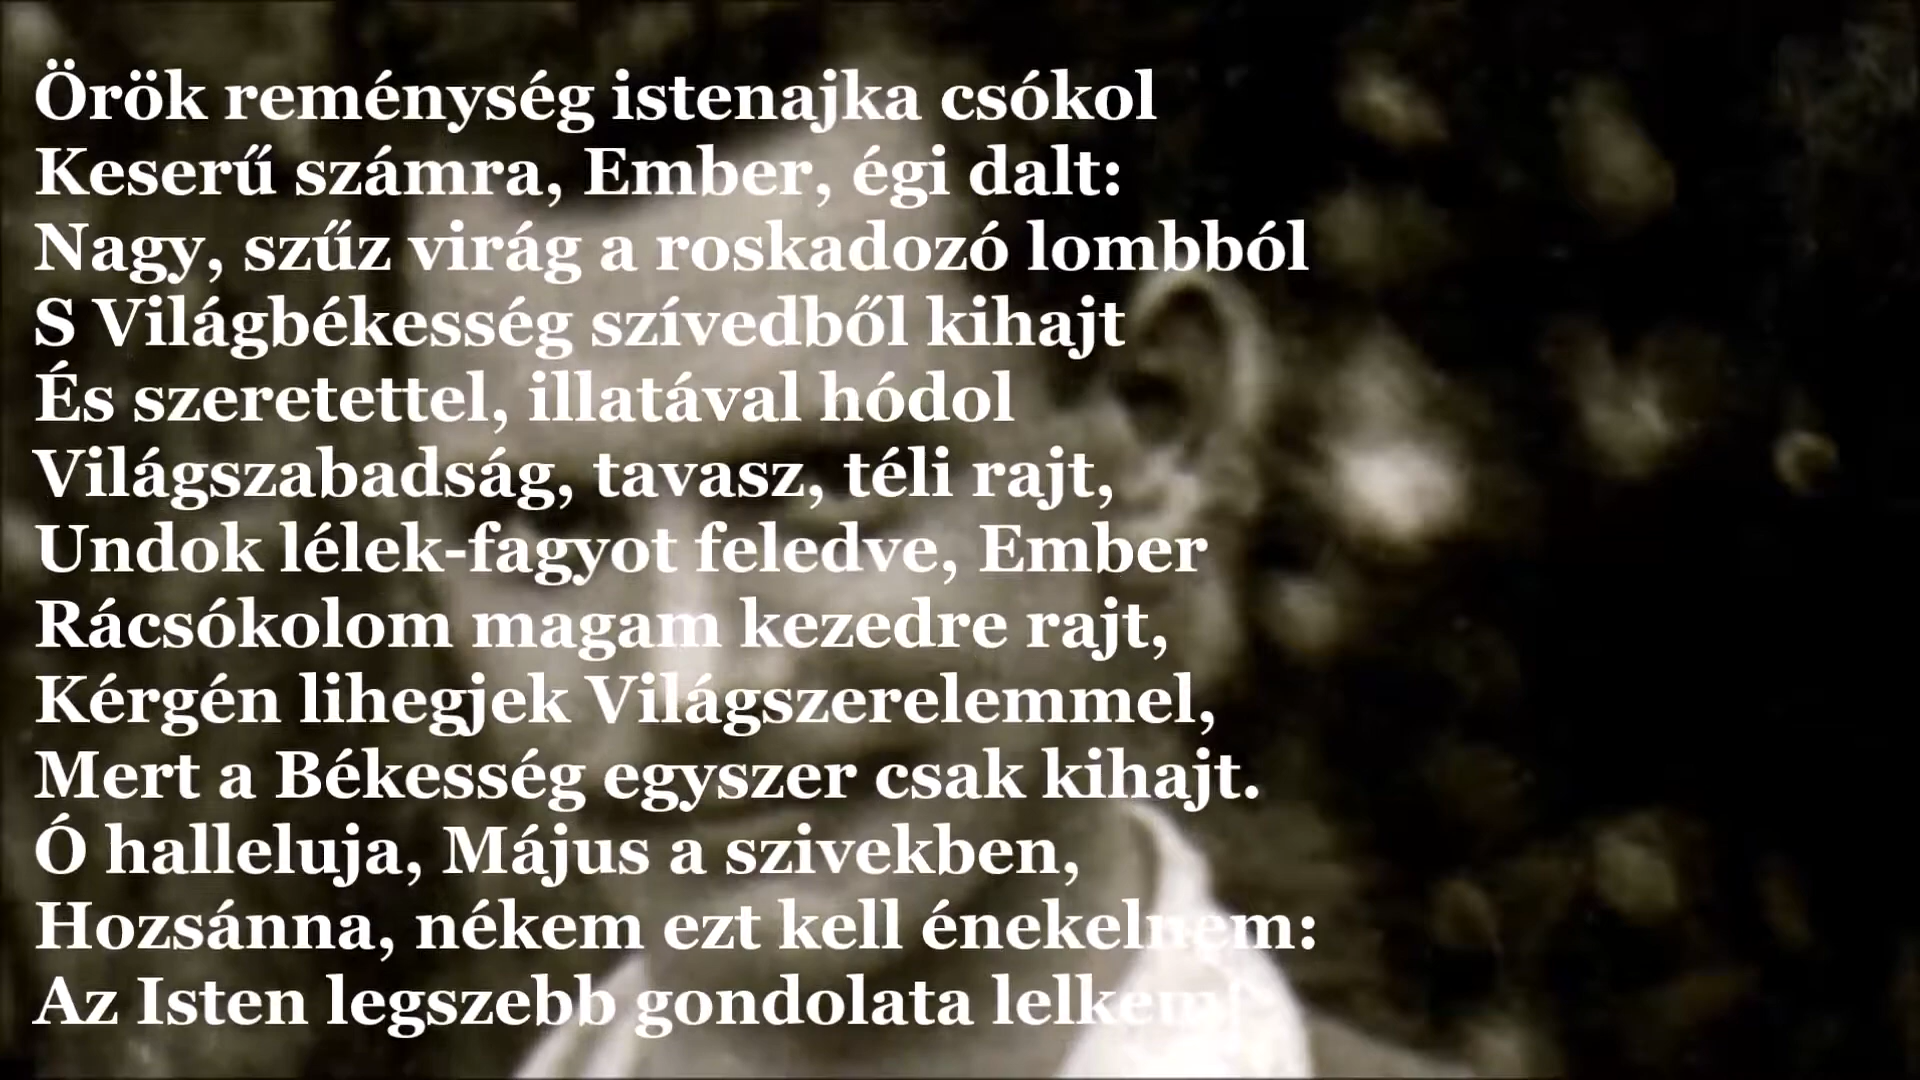 Örök reménység istenajka csókol
Keserű számra, Ember, égi dalt:
Nagy, szűz virág a roskadozó lombból
S Világbékesség szívedből kihajt
És szeretettel, illatával hódol
Világszabadság, tavasz, téli rajt,
Undok lélek-fagyot feledve, Ember
Rácsókolom magam kezedre rajt,
Kérgén lihegjek Világszerelemmel,
Mert a Békesség egyszer csak kihajt.
Ó halleluja, Május a szivekben,
Hozsánna, nékem ezt kell énekelnem:
Az Isten legszebb gondolata lelkem!